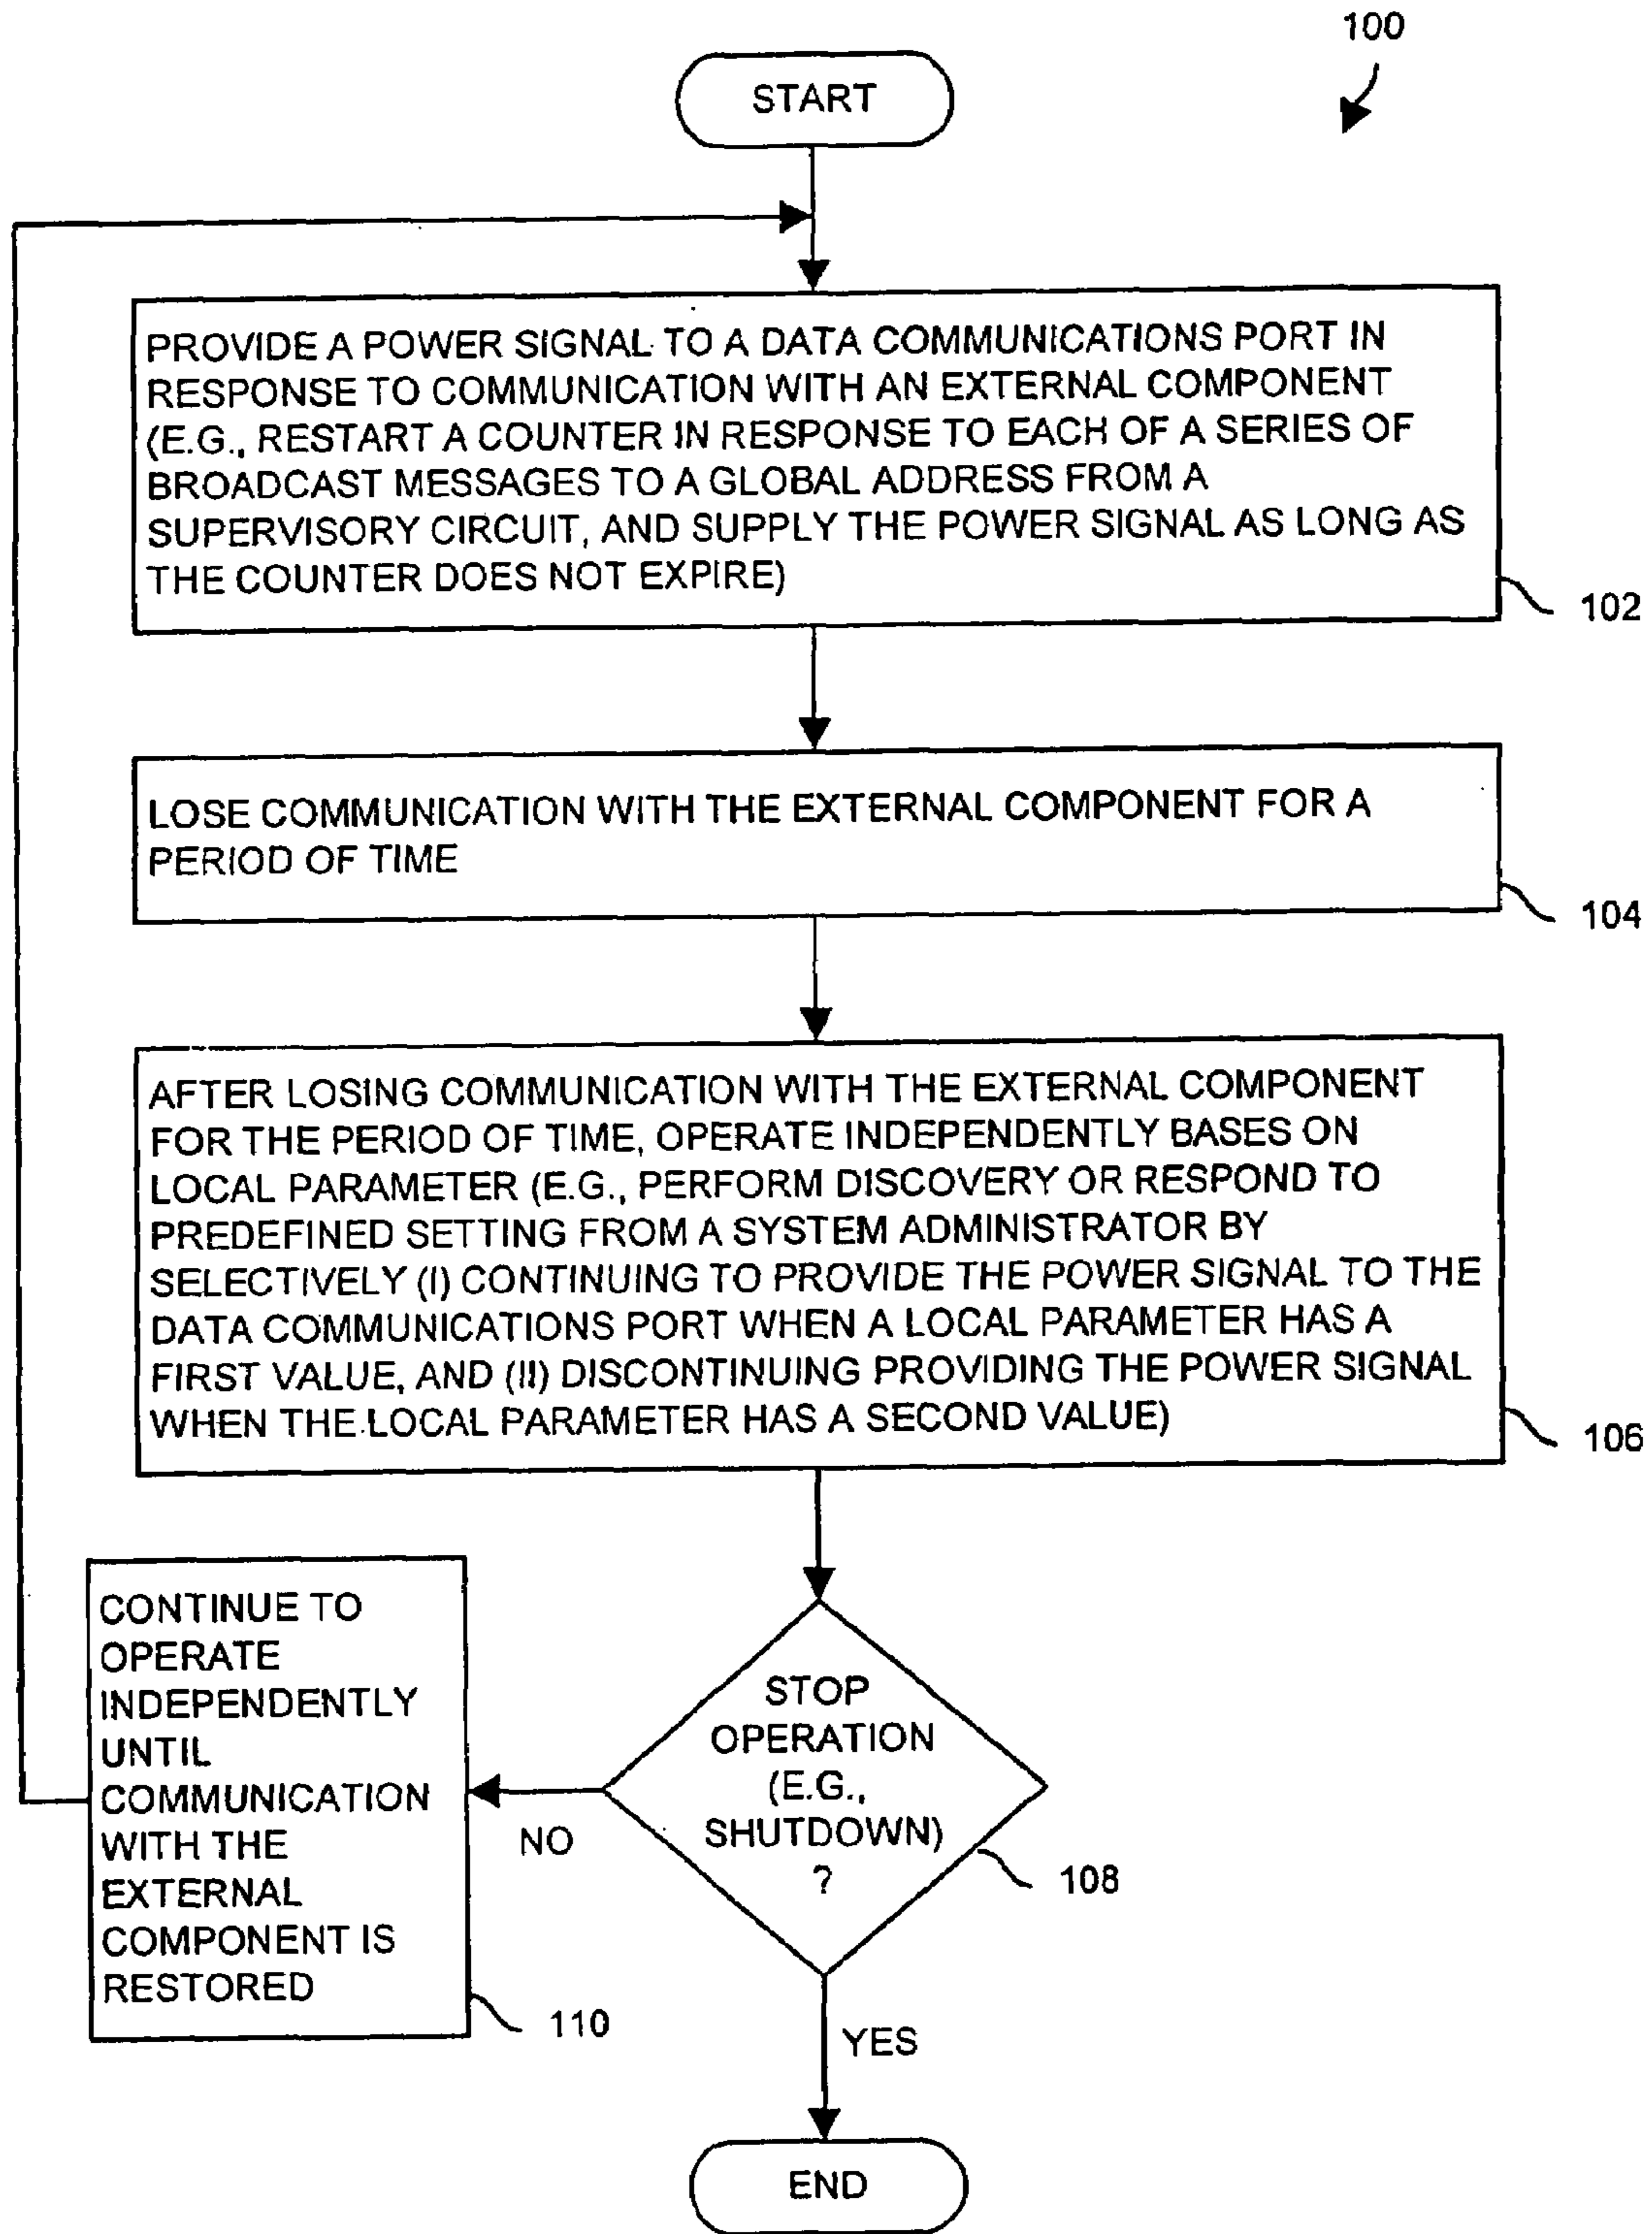 100
START
PROVIDE A POWER SIGNAL TO A DATA COMMUNICATIONS PORT IN
RESPONSE TO COMMUNICATION WITH AN EXTERNAL COMPONENT
(E.G., RESTART A COUNTER IN RESPONSE TO EACH OF A SERIES OF
BROADCAST MESSAGES TO A GLOBAL ADDRESS FROM A
SUPERVISORY CIRCUIT, AND SUPPLY THE POWER SIGNAL AS LONG AS
THE COUNTER DOES NOT EXPIRE)
102
LOSE COMMUNICATION WITH THE EXTERNAL COMPONENT FOR A
PERIOD OF TIME
104
AFTER LOSING COMMUNICATION WITH THE EXTERNAL COMPONENT
FOR THE PERIOD OF TIME, OPERATE INDEPENDENTLY BASES ON
LOCAL PARAMETER (E.G., PERFORM DISCOVERY OR RESPOND TO
PREDEFINED SETTING FROM A SYSTEM ADMINISTRATOR BY
SELECTIVELY (I) CONTINUING TO PROVIDE THE POWER SIGNAL TO THE
DATA COMMUNICATIONS PORT WHEN A LOCAL PARAMETER HAS A
FIRST VALUE, AND (II) DISCONTINUING PROVIDING THE POWER SIGNAL
WHEN THE LOCAL PARAMETER HAS A SECOND VALUE)
106
STOP
OPERATION
(E.G.,
SHUTDOWN)
?
108
NO
CONTINUE TO
OPERATE
INDEPENDENTLY
UNTIL
COMMUNICATION
WITH THE
EXTERNAL
COMPONENT IS
RESTORED
110
YES
END